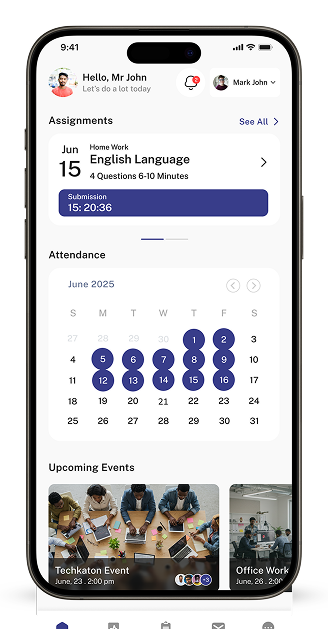 9:41
Hello, Mr John
Let's do a lot today
Mark John
Assignments
See All
Jun
15
Home Work
English Language
4 Questions 6-10 Minutes
Submission
15: 20:36
Attendance
June 2025
S M T W T F S
27 28 29 30 1 2 3
4 5 6 7 8 9 10
11 12 13 14 15 16 17
18 19 20 21 22 23 24
25 26 27 28 29 30 31
Upcoming Events
Techkaton Event
June, 23 . 2:00 pm
+3
Office Work
June, 26 . 2:00